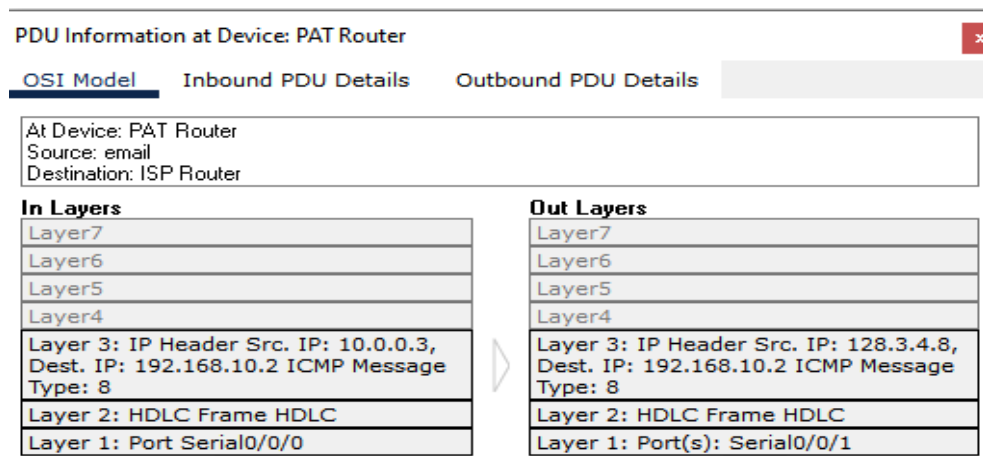 PDU Information at Device: PAT Router
x
OSI Model Inbound PDU Details Outbound PDU Details
At Device: PAT Router
Source: email
Destination: ISP Router
In Layers
Layer7
Layer6
Layer5
Layer4
Layer 3: IP Header Src. IP: 10.0.0.3,
Dest. IP: 192.168.10.2 ICMP Message
Type: 8
Layer 2: HDLC Frame HDLC
Layer 1: Port Serial0/0/0
Out Layers
Layer7
Layer6
Layer5
Layer4
Layer 3: IP Header Src. IP: 128.3.4.8,
Dest. IP: 192.168.10.2 ICMP Message
Type: 8
Layer 2: HDLC Frame HDLC
Layer 1: Port(s): Serial0/0/1